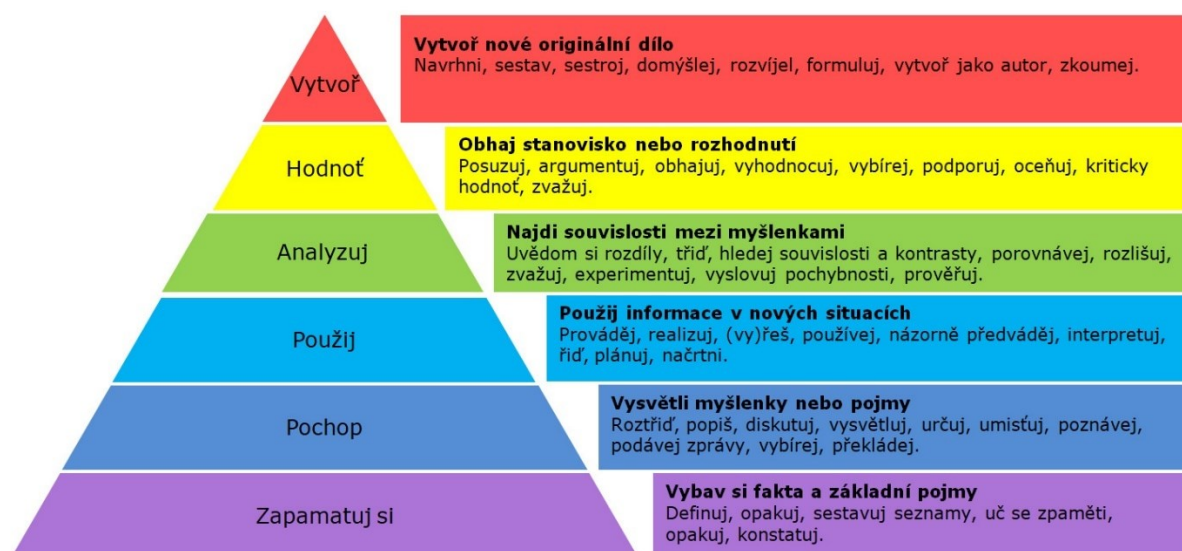 Vytvoř
Vytvoř nové originální dílo
Navrhni, sestav, sestroj, domýšlej, rozvíjel, formuluj, vytvoř jako autor, zkoumej.
Hodnoť
Obhaj stanovisko nebo rozhodnutí
Posuzuj, argumentuj, obhajuj, vyhodnocuj, vybírej, podporuj, oceňuj, kriticky
hodnoť, zvažuj.
Analyzuj
Najdi souvislosti mezi myšlenkami
Uvědom si rozdíly, třiď, hledej souvislosti a kontrasty, porovnávej, rozlišuj,
zvažuj, experimentuj, vyslovuj pochybnosti, prověřuj.
Použij
Použij informace v nových situacích
Prováděj, realizuj, (vy)řeš, používej, názorně předváděj, interpretuj,
řiď, plánuj, načrtni.
Pochop
Vysvětli myšlenky nebo pojmy
Roztřiď, popiš, diskutuj, vysvětluj, určuj, umisťuj, poznávej,
podávej zprávy, vybírej, překládej.
Zapamatuj si
Vybav si fakta a základní pojmy
Definuj, opakuj, sestavuj seznamy, uč se zpaměti,
opakuj, konstatuj.